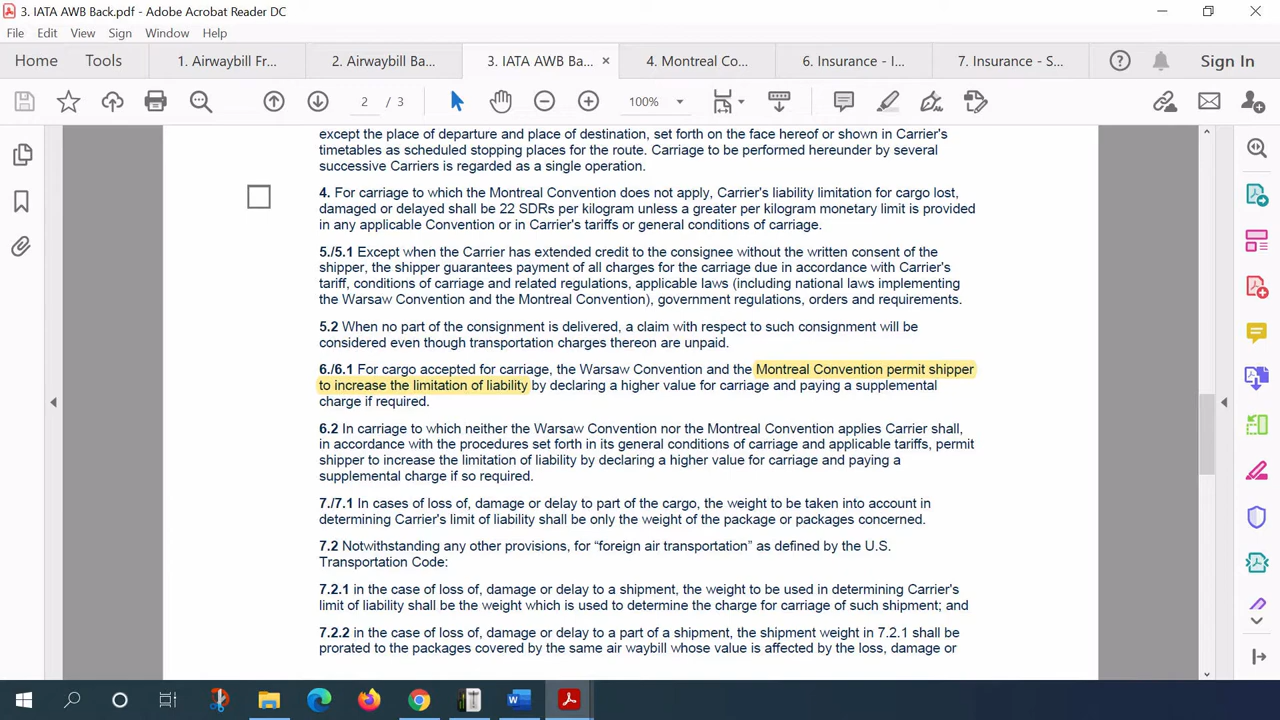 3. IATA AWB Back.pdf - Adobe Acrobat Reader DC
File Edit View Sign Window Help
Home Tools 1. Airwaybill Fr... 2. Airwaybill Ba... 3. IATA AWB Ba... × 4. Montreal Co... 6. Insurance - I... 7. Insurance - S... Sign In
2 / 3 100%
except the place of departure and place of destination, set forth on the face hereof or shown in Carrier's
timetables as scheduled stopping places for the route. Carriage to be performed hereunder by several
successive Carriers is regarded as a single operation.
4. For carriage to which the Montreal Convention does not apply, Carrier's liability limitation for cargo lost,
damaged or delayed shall be 22 SDRs per kilogram unless a greater per kilogram monetary limit is provided
in any applicable Convention or in Carrier's tariffs or general conditions of carriage.
5./5.1 Except when the Carrier has extended credit to the consignee without the written consent of the
shipper, the shipper guarantees payment of all charges for the carriage due in accordance with Carrier's
tariff, conditions of carriage and related regulations, applicable laws (including national laws implementing
the Warsaw Convention and the Montreal Convention), government regulations, orders and requirements.
5.2 When no part of the consignment is delivered, a claim with respect to such consignment will be
considered even though transportation charges thereon are unpaid.
6./6.1 For cargo accepted for carriage, the Warsaw Convention and the Montreal Convention permit shipper
to increase the limitation of liability by declaring a higher value for carriage and paying a supplemental
charge if required.
6.2 In carriage to which neither the Warsaw Convention nor the Montreal Convention applies Carrier shall,
in accordance with the procedures set forth in its general conditions of carriage and applicable tariffs, permit
shipper to increase the limitation of liability by declaring a higher value for carriage and paying a
supplemental charge if so required.
7./7.1 In cases of loss of, damage or delay to part of the cargo, the weight to be taken into account in
determining Carrier's limit of liability shall be only the weight of the package or packages concerned.
7.2 Notwithstanding any other provisions, for “foreign air transportation” as defined by the U.S.
Transportation Code:
7.2.1 in the case of loss of, damage or delay to a shipment, the weight to be used in determining Carrier's
limit of liability shall be the weight which is used to determine the charge for carriage of such shipment; and
7.2.2 in the case of loss of, damage or delay to a part of a shipment, the shipment weight in 7.2.1 shall be
prorated to the packages covered by the same air waybill whose value is affected by the loss, damage or